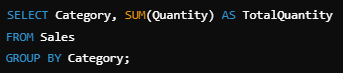 SELECT Category, SUM(Quantity) AS TotalQuantity
FROM Sales
GROUP BY Category;